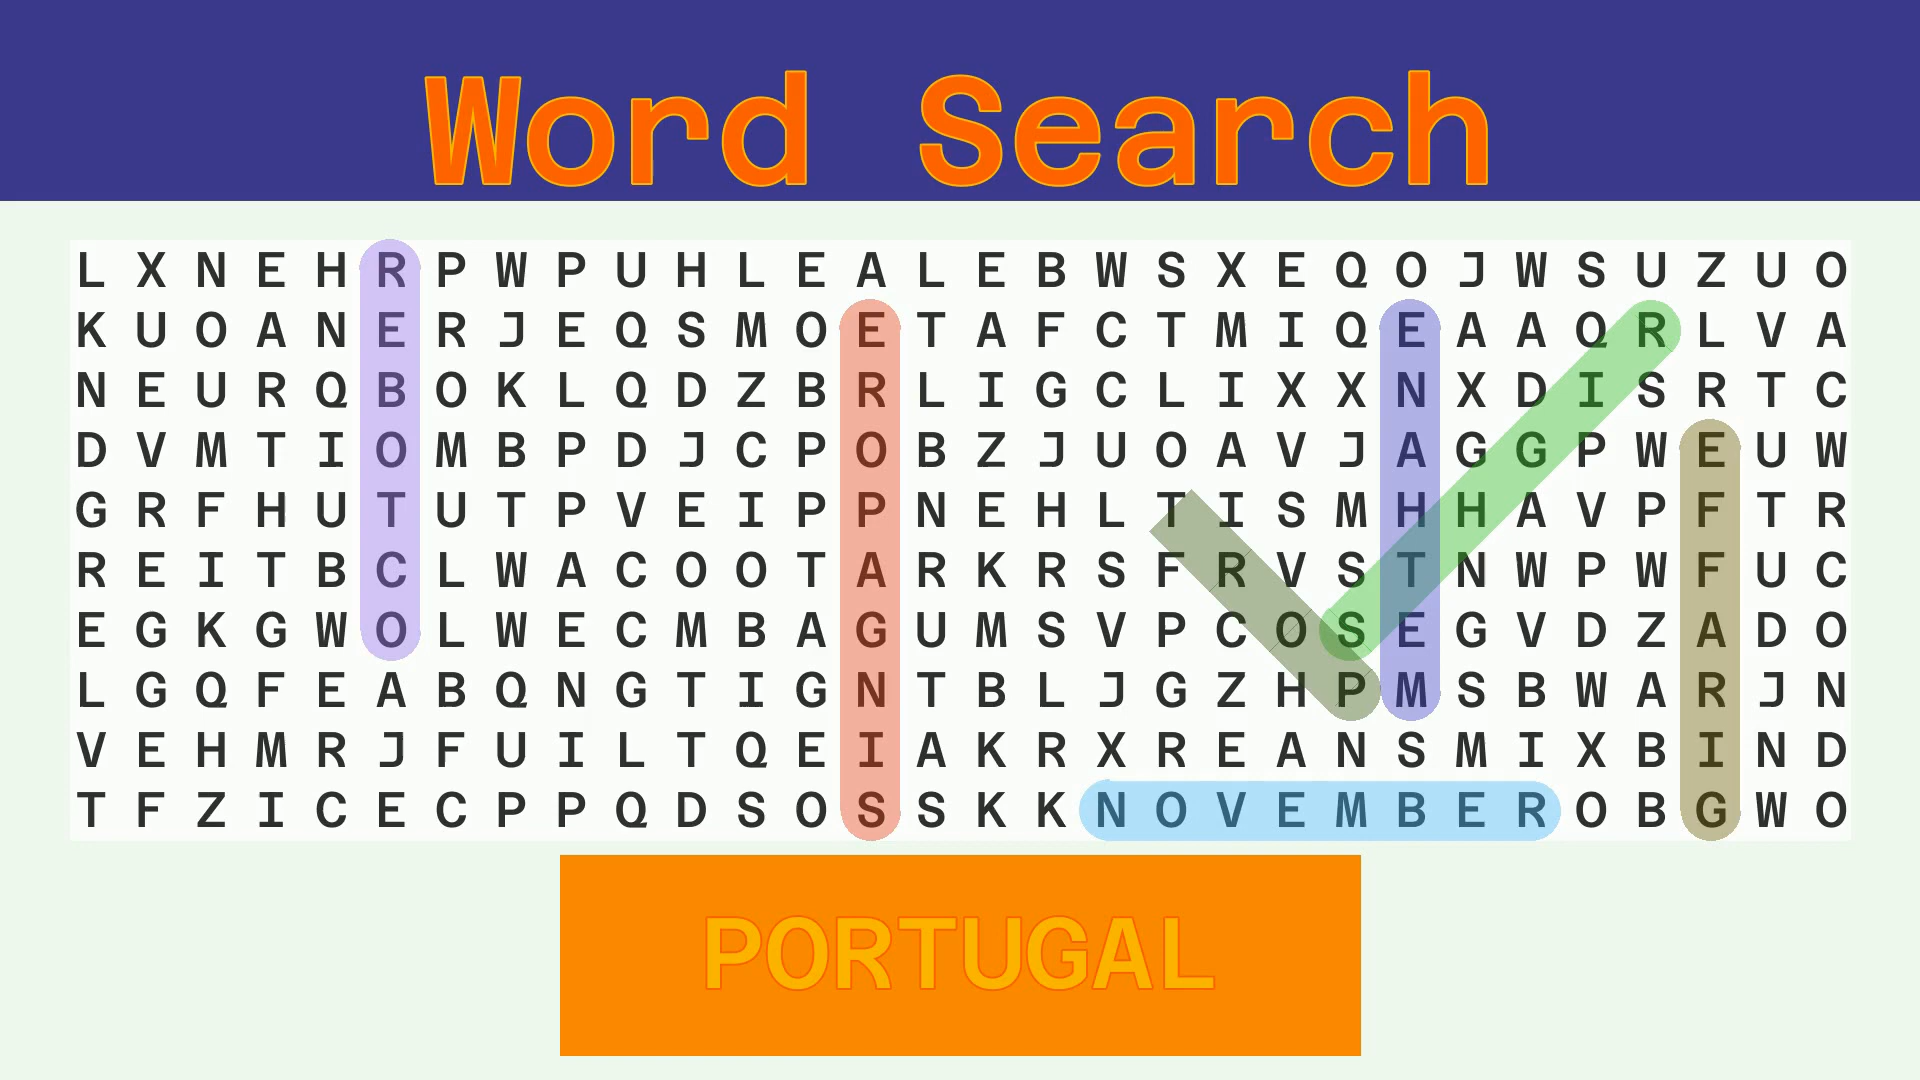 Word Search
L X N E H R P W P U H L E A L E B W S X E Q O J W S U Z U O
K U O A N E R J E Q S M O E T A F C T M I Q E A A Q R L V A
N E U R Q B O K L Q D Z B R L I G C L I X X N X D I S R T C
D V M T I O M B P D J C P O B Z J U O A V J A G G P W E U W
G R F H U T U T P V E I P P N E H L T I S M H H A V P F T R
R E I T B C L W A C O O T A R K R S F R V S T N W P W F U C
E G K G W O L W E C M B A G U M S V P C O S E G V D Z A D O
L G Q F E A B Q N G T I G N T B L J G Z H P M S B W A R J N
V E H M R J F U I L T Q E I A K R X R E A N S M I X B I N D
T F Z I C E C P P Q D S O S S K K N O V E M B E R O B G W O
PORTUGAL